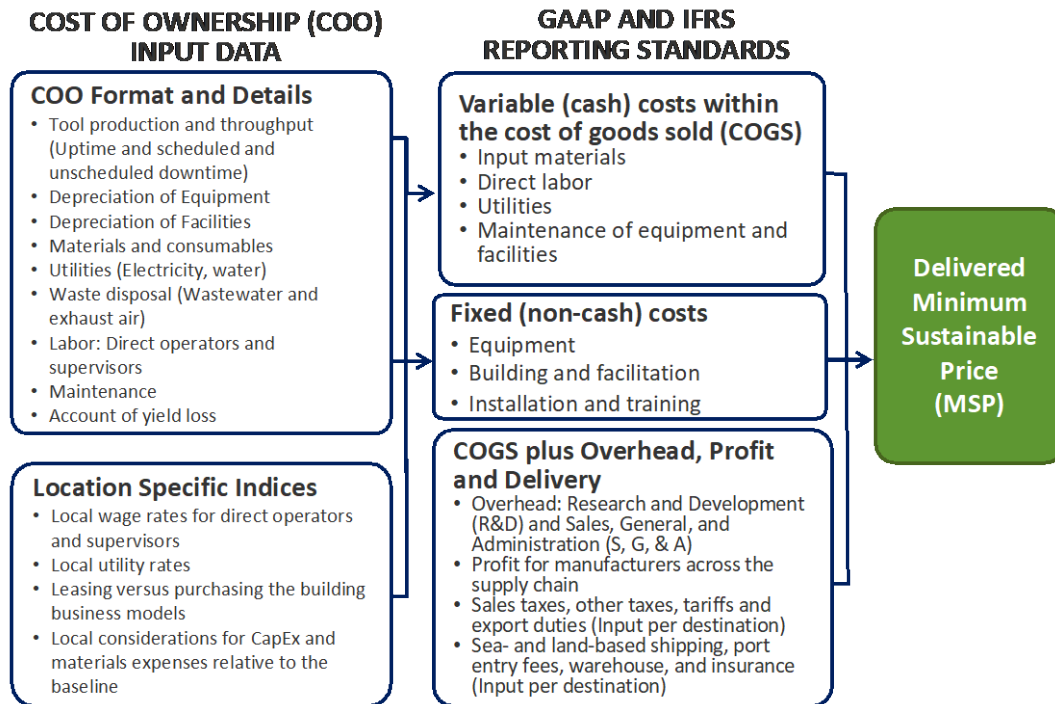 COST OF OWNERSHIP (COO)
INPUT DATA
COO Format and Details
• Tool production and throughput
(Uptime and scheduled and
unscheduled downtime)
• Depreciation of Equipment
• Depreciation of Facilities
• Materials and consumables
• Utilities (Electricity, water)
• Waste disposal (Wastewater and
exhaust air)
• Labor: Direct operators and
supervisors
• Maintenance
• Account of yield loss
Location Specific Indices
• Local wage rates for direct operators
and supervisors
• Local utility rates
• Leasing versus purchasing the building
business models
• Local considerations for CapEx and
materials expenses relative to the
baseline
GAAP AND IFRS
REPORTING STANDARDS
Variable (cash) costs within
the cost of goods sold (COGS)
• Input materials
• Direct labor
• Utilities
• Maintenance of equipment and
facilities
Fixed (non-cash) costs
• Equipment
• Building and facilitation
• Installation and training
COGS plus Overhead, Profit
and Delivery
• Overhead: Research and Development
(R&D) and Sales, General, and
Administration (S, G, & A)
• Profit for manufacturers across the
supply chain
• Sales taxes, other taxes, tariffs and
export duties (Input per destination)
• Sea- and land-based shipping, port
entry fees, warehouse, and insurance
(Input per destination)
Delivered
Minimum
Sustainable
Price
(MSP)